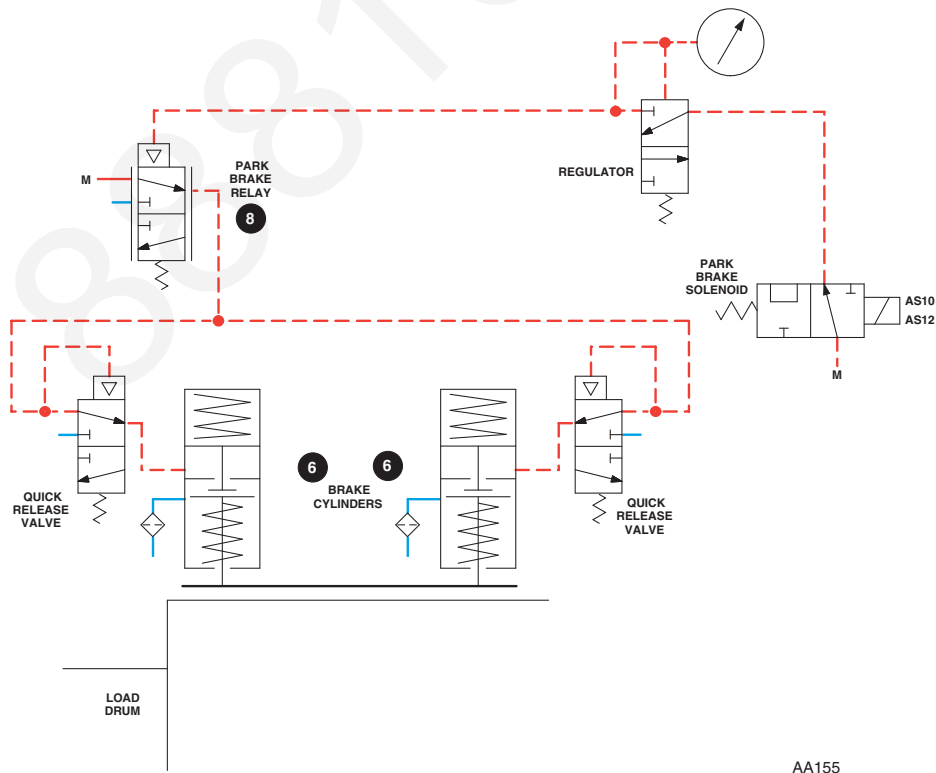 M
PARK
BRAKE
RELAY
8
REGULATOR
PARK
BRAKE
SOLENOID
AS10
AS12
M
6
6
BRAKE
CYLINDERS
QUICK
RELEASE
VALVE
QUICK
RELEASE
VALVE
LOAD
DRUM
AA155